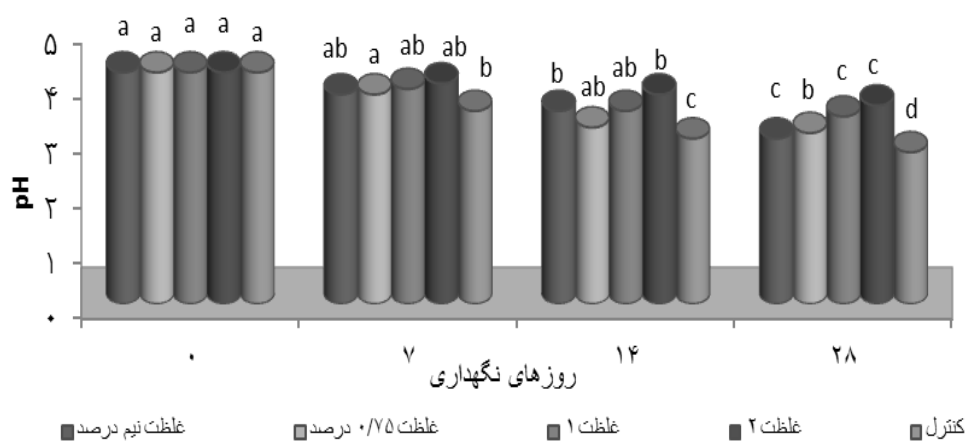 a a a a a
ab a ab ab b
b ab ab b c
c b c c d
۵
۴
۳
۲
۱
۰
pH
۰ ۷ ۱۴ ۲۸
روزهای نگهداری
غلظت نیم درصد
غلظت ۰/۷۵ درصد
غلظت ۱
غلظت ۲
کنترل